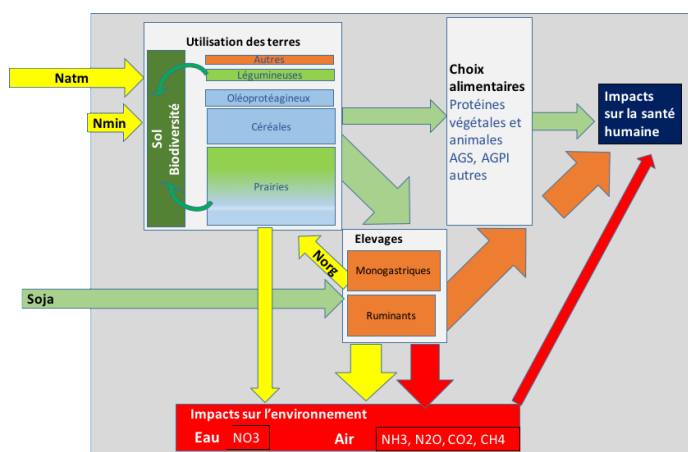 Utilisation des terres
Autres
Légumineuses
Oléoprotéagineux
Céréales
Prairies
Sol
Biodiversité
Natm
Nmin
Choix
alimentaires
Protéines
végétales et
animales
AGS, AGPI
autres
Impacts
sur la santé
humaine
Elevages
Monogastriques
Ruminants
Norg
Soja
Impacts sur l’environnement
Eau NO3 Air NH3, N2O, CO2, CH4